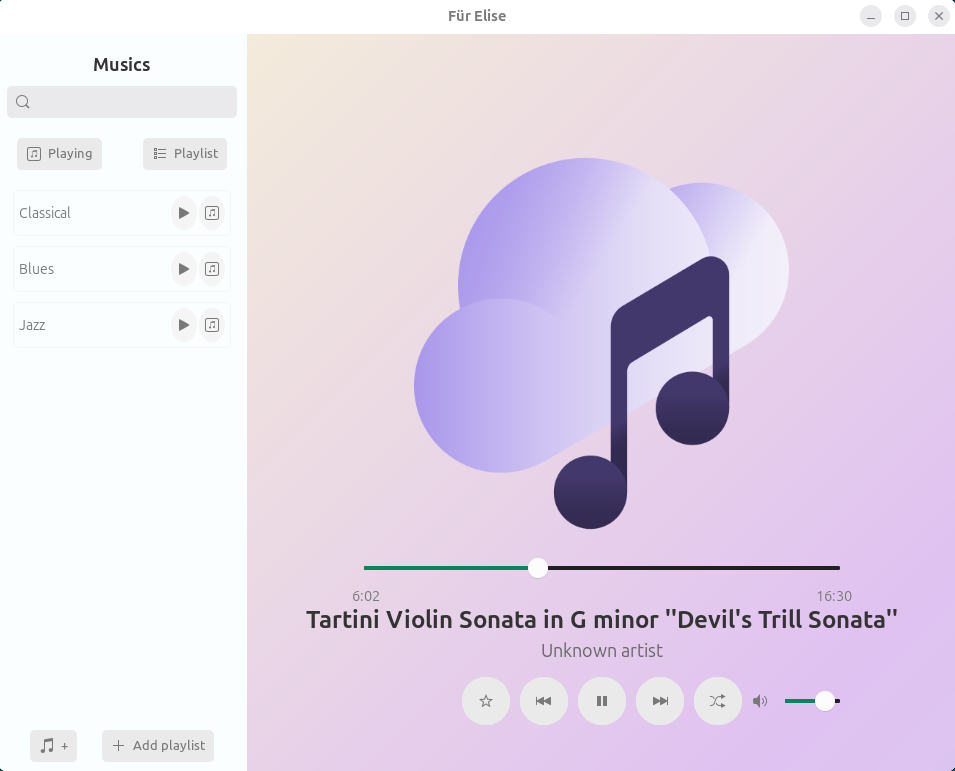 Für Elise
Musics
Playing
Playlist
Classical
Blues
Jazz
6:02
16:30
Tartini Violin Sonata in G minor "Devil's Trill Sonata"
Unknown artist
+
Add playlist